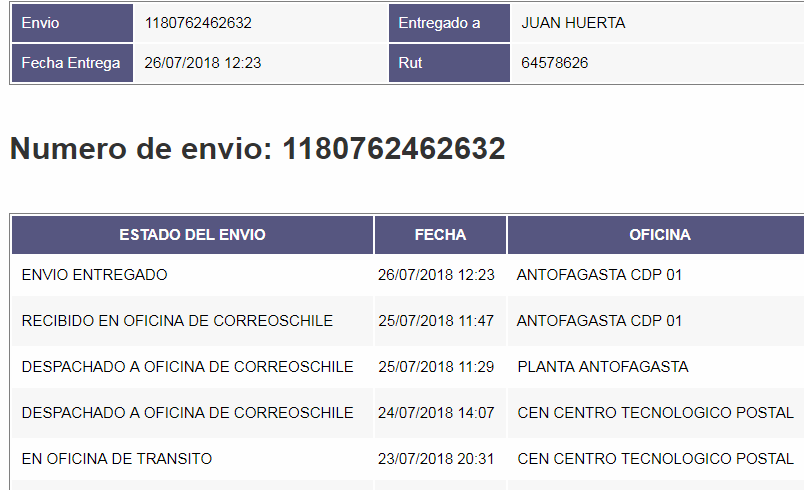 Envio 1180762462632 Entregado a JUAN HUERTA
Fecha Entrega 26/07/2018 12:23 Rut 64578626
Numero de envio: 1180762462632
ESTADO DEL ENVIO FECHA OFICINA
ENVIO ENTREGADO 26/07/2018 12:23 ANTOFAGASTA CDP 01
RECIBIDO EN OFICINA DE CORREOSCHILE 25/07/2018 11:47 ANTOFAGASTA CDP 01
DESPACHADO A OFICINA DE CORREOSCHILE 25/07/2018 11:29 PLANTA ANTOFAGASTA
DESPACHADO A OFICINA DE CORREOSCHILE 24/07/2018 14:07 CEN CENTRO TECNOLOGICO POSTAL
EN OFICINA DE TRANSITO 23/07/2018 20:31 CEN CENTRO TECNOLOGICO POSTAL